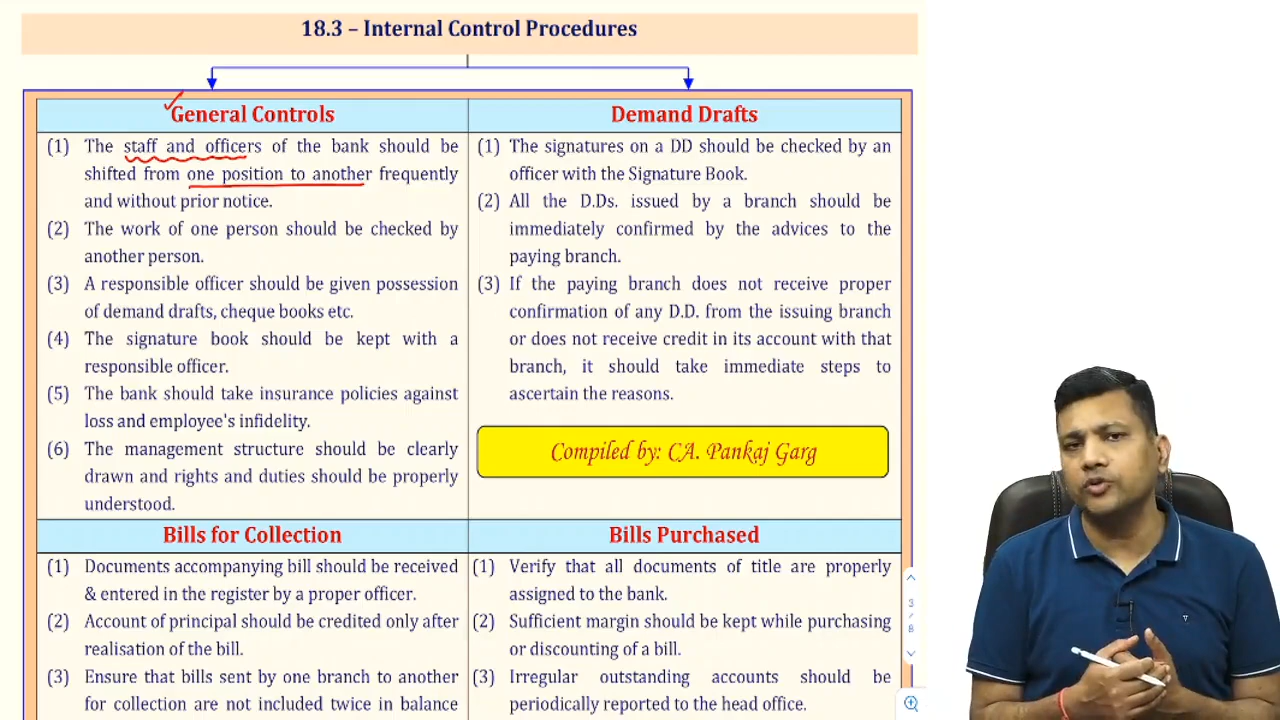 18.3 – Internal Control Procedures
General Controls
(1) The staff and officers of the bank should be
shifted from one position to another frequently
and without prior notice.
(2) The work of one person should be checked by
another person.
(3) A responsible officer should be given possession
of demand drafts, cheque books etc.
(4) The signature book should be kept with a
responsible officer.
(5) The bank should take insurance policies against
loss and employee's infidelity.
(6) The management structure should be clearly
drawn and rights and duties should be properly
understood.
Demand Drafts
(1) The signatures on a DD should be checked by an
officer with the Signature Book.
(2) All the D.Ds. issued by a branch should be
immediately confirmed by the advices to the
paying branch.
(3) If the paying branch does not receive proper
confirmation of any D.D. from the issuing branch
or does not receive credit in its account with that
branch, it should take immediate steps to
ascertain the reasons.
Compiled by: CA. Pankaj Garg
Bills for Collection
(1) Documents accompanying bill should be received
& entered in the register by a proper officer.
(2) Account of principal should be credited only after
realisation of the bill.
(3) Ensure that bills sent by one branch to another
for collection are not included twice in balance
Bills Purchased
(1) Verify that all documents of title are properly
assigned to the bank.
(2) Sufficient margin should be kept while purchasing
or discounting of a bill.
(3) Irregular outstanding accounts should be
periodically reported to the head office.
3
/
8